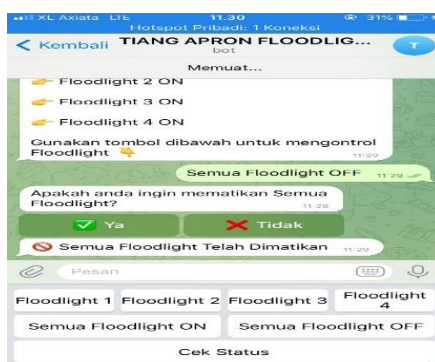 XL Axiata LTE 11.30 31%
Hotspot Pribadi: 1 Koneksi
Kembali TIANG APRON FLOODLIG... T
bot
Memuat...
👉 Floodlight 2 ON
👉 Floodlight 3 ON
👉 Floodlight 4 ON
Gunakan tombol dibawah untuk mengontrol
Floodlight 👇 11:29
Semua Floodlight OFF 11:29
Apakah anda ingin mematikan Semua
Floodlight? 11:29
✅ Ya ❌ Tidak
🚫 Semua Floodlight Telah Dimatikan 11:29
Pesan
Floodlight 1 Floodlight 2 Floodlight 3 Floodlight 4
Semua Floodlight ON Semua Floodlight OFF
Cek Status